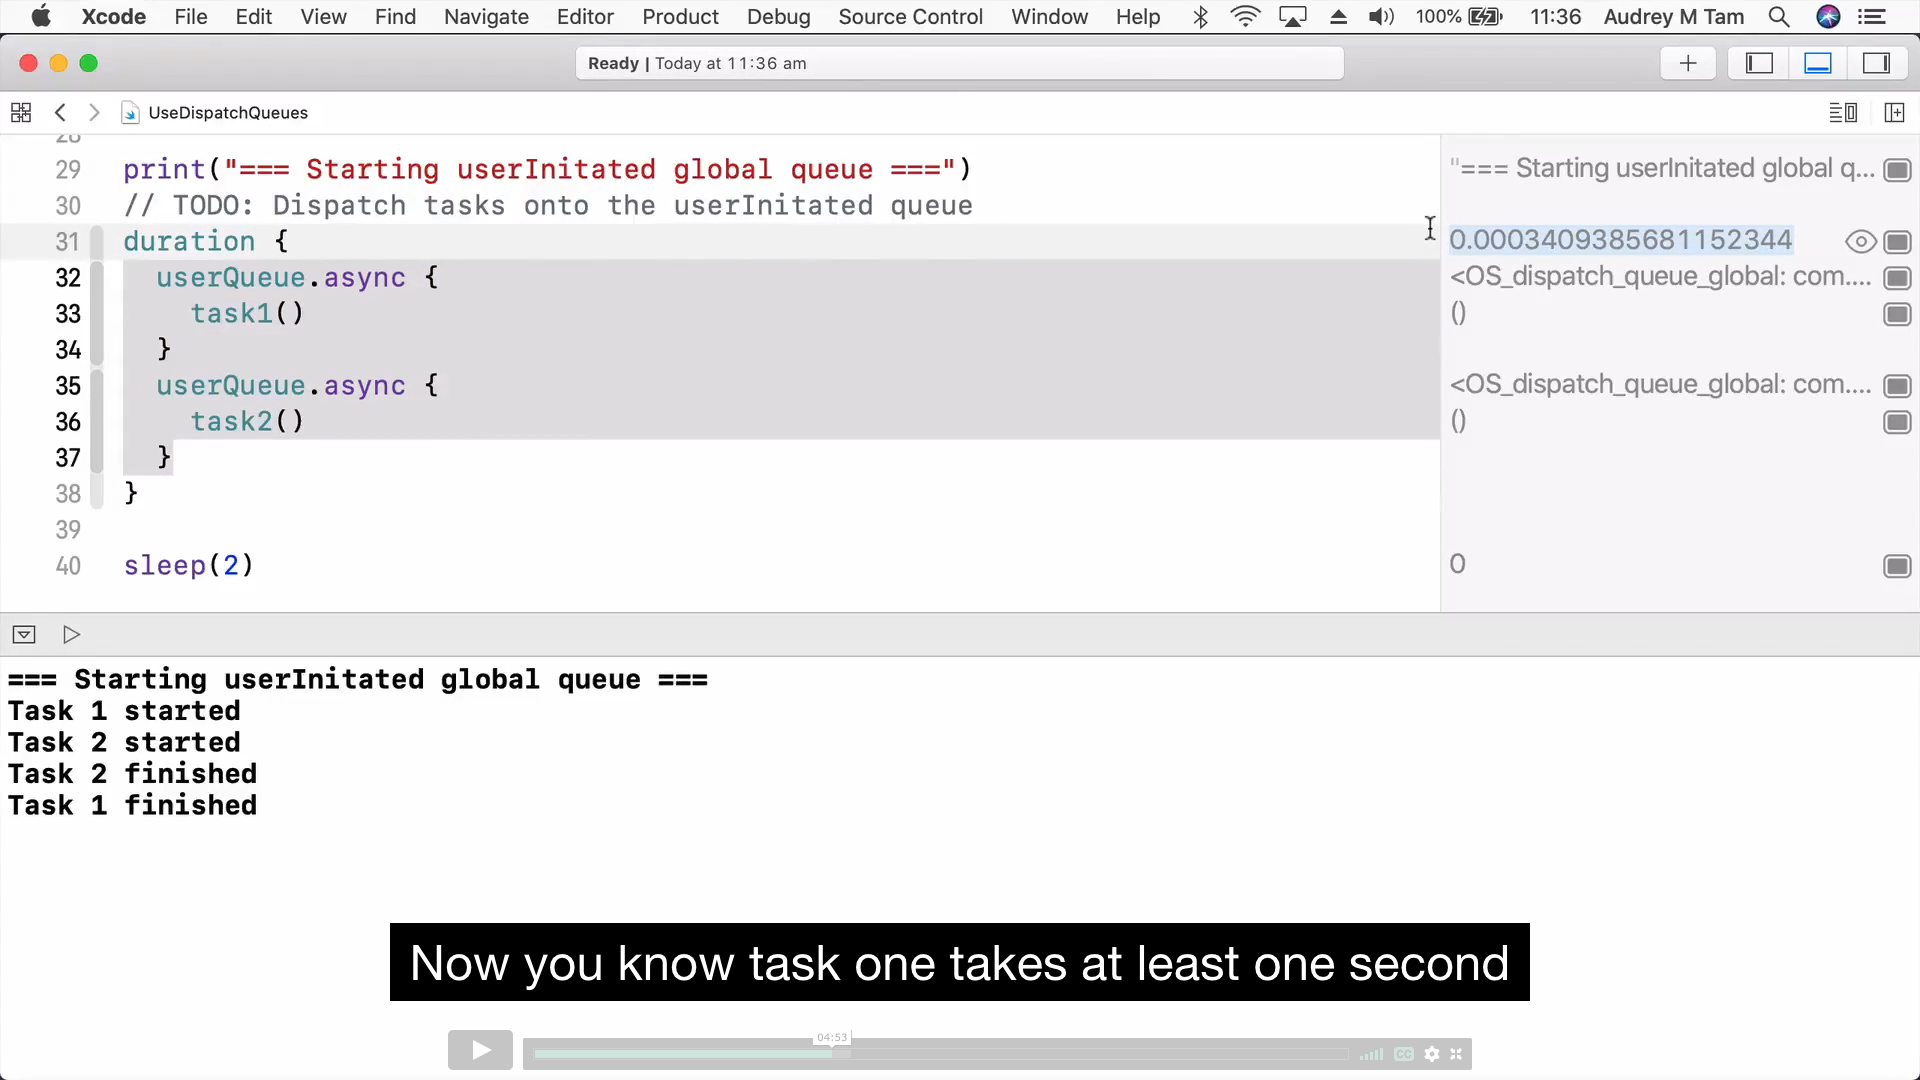 Xcode File Edit View Find Navigate Editor Product Debug Source Control Window Help 100% 11:36 Audrey M Tam
Ready | Today at 11:36 am
UseDispatchQueues
28
29 print("=== Starting userInitated global queue ===") "=== Starting userInitated global q...
30 // TODO: Dispatch tasks onto the userInitated queue
31 duration { 0.0003409385681152344
32 userQueue.async { <OS_dispatch_queue_global: com....
33 task1() ()
34 }
35 userQueue.async { <OS_dispatch_queue_global: com....
36 task2() ()
37 }
38 }
39
40 sleep(2) 0
=== Starting userInitated global queue ===
Task 1 started
Task 2 started
Task 2 finished
Task 1 finished
Now you know task one takes at least one second
04:53
CC